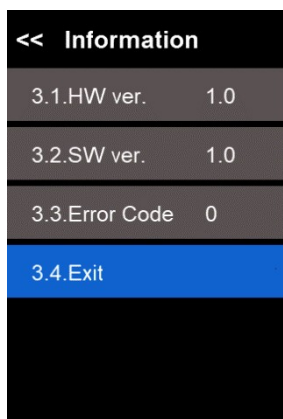 << Information
3.1.HW ver. 1.0
3.2.SW ver. 1.0
3.3.Error Code 0
3.4.Exit